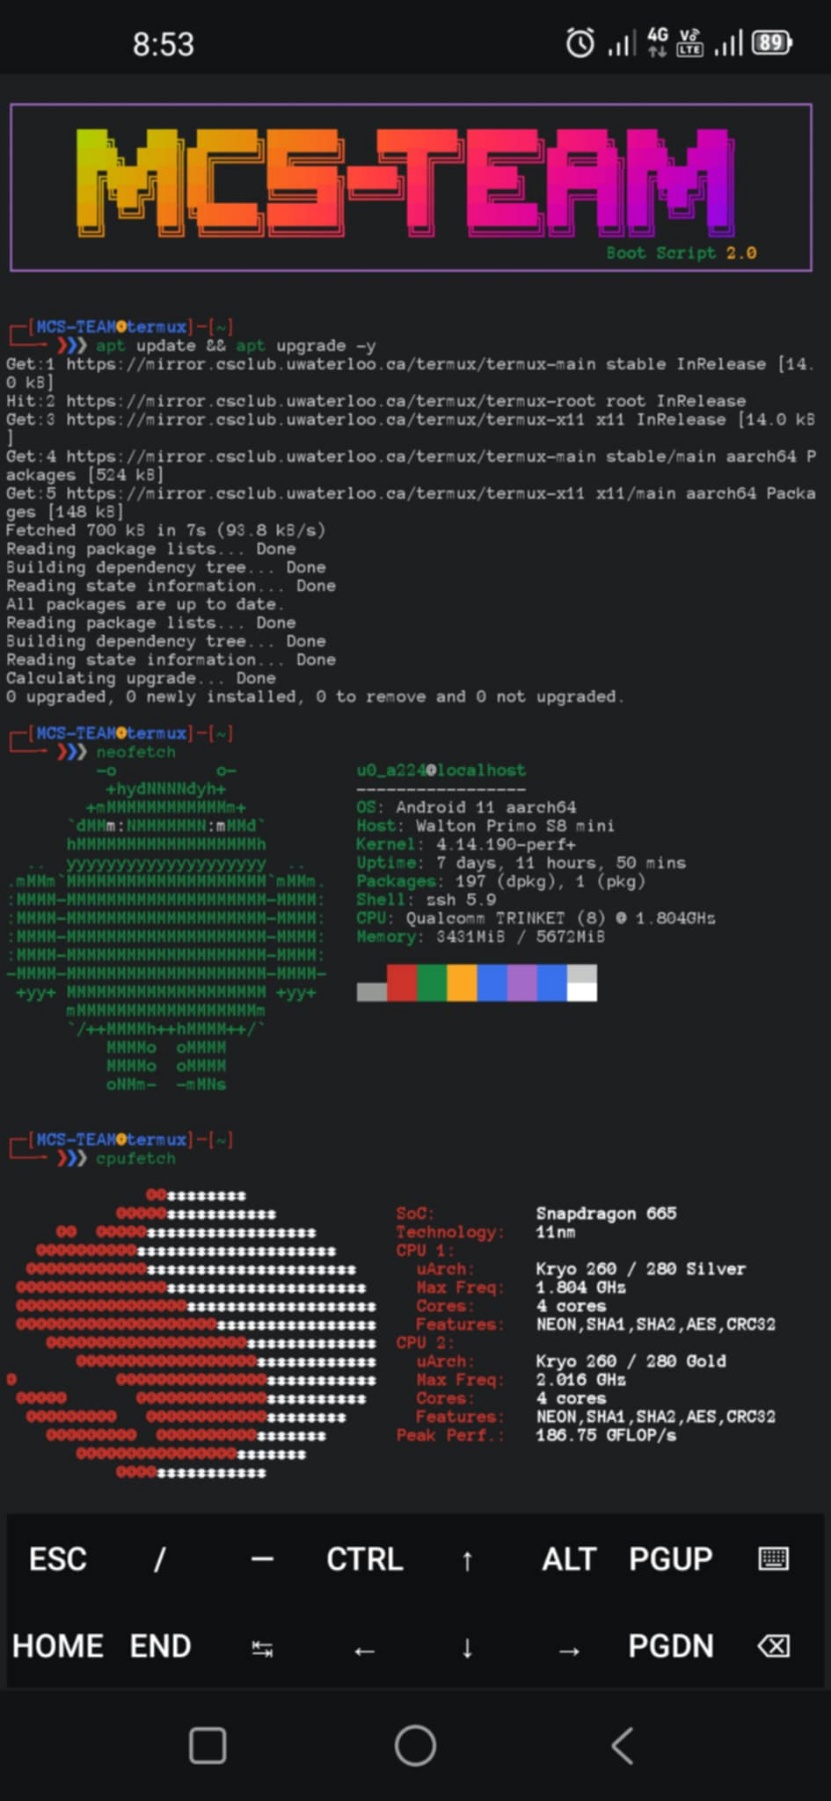 8:53
4G Vo LTE 89
MCS-TEAM
Boot Script 2.0
┌─[MCS-TEAM@termux]─[~]
└──╼ ❯❯❯ apt update && apt upgrade -y
Get:1 https://mirror.csclub.uwaterloo.ca/termux/termux-main stable InRelease [14.
0 kB]
Hit:2 https://mirror.csclub.uwaterloo.ca/termux/termux-root root InRelease
Get:3 https://mirror.csclub.uwaterloo.ca/termux/termux-x11 x11 InRelease [14.0 kB
]
Get:4 https://mirror.csclub.uwaterloo.ca/termux/termux-main stable/main aarch64 P
ackages [524 kB]
Get:5 https://mirror.csclub.uwaterloo.ca/termux/termux-x11 x11/main aarch64 Packa
ges [148 kB]
Fetched 700 kB in 7s (93.8 kB/s)
Reading package lists... Done
Building dependency tree... Done
Reading state information... Done
All packages are up to date.
Reading package lists... Done
Building dependency tree... Done
Reading state information... Done
Calculating upgrade... Done
0 upgraded, 0 newly installed, 0 to remove and 0 not upgraded.
┌─[MCS-TEAM@termux]─[~]
└──╼ ❯❯❯ neofetch
u0_a224@localhost
-----------------
OS: Android 11 aarch64
Host: Walton Primo S8 mini
Kernel: 4.14.190-perf+
Uptime: 7 days, 11 hours, 50 mins
Packages: 197 (dpkg), 1 (pkg)
Shell: zsh 5.9
CPU: Qualcomm TRINKET (8) @ 1.804GHz
Memory: 3431MiB / 5672MiB
┌─[MCS-TEAM@termux]─[~]
└──╼ ❯❯❯ cpufetch
SoC: Snapdragon 665
Technology: 11nm
CPU 1:
uArch: Kryo 260 / 280 Silver
Max Freq: 1.804 GHz
Cores: 4 cores
Features: NEON,SHA1,SHA2,AES,CRC32
CPU 2:
uArch: Kryo 260 / 280 Gold
Max Freq: 2.016 GHz
Cores: 4 cores
Features: NEON,SHA1,SHA2,AES,CRC32
Peak Perf.: 186.75 GFLOP/s
ESC / — CTRL ↑ ALT PGUP
HOME END ↹ ← ↓ → PGDN